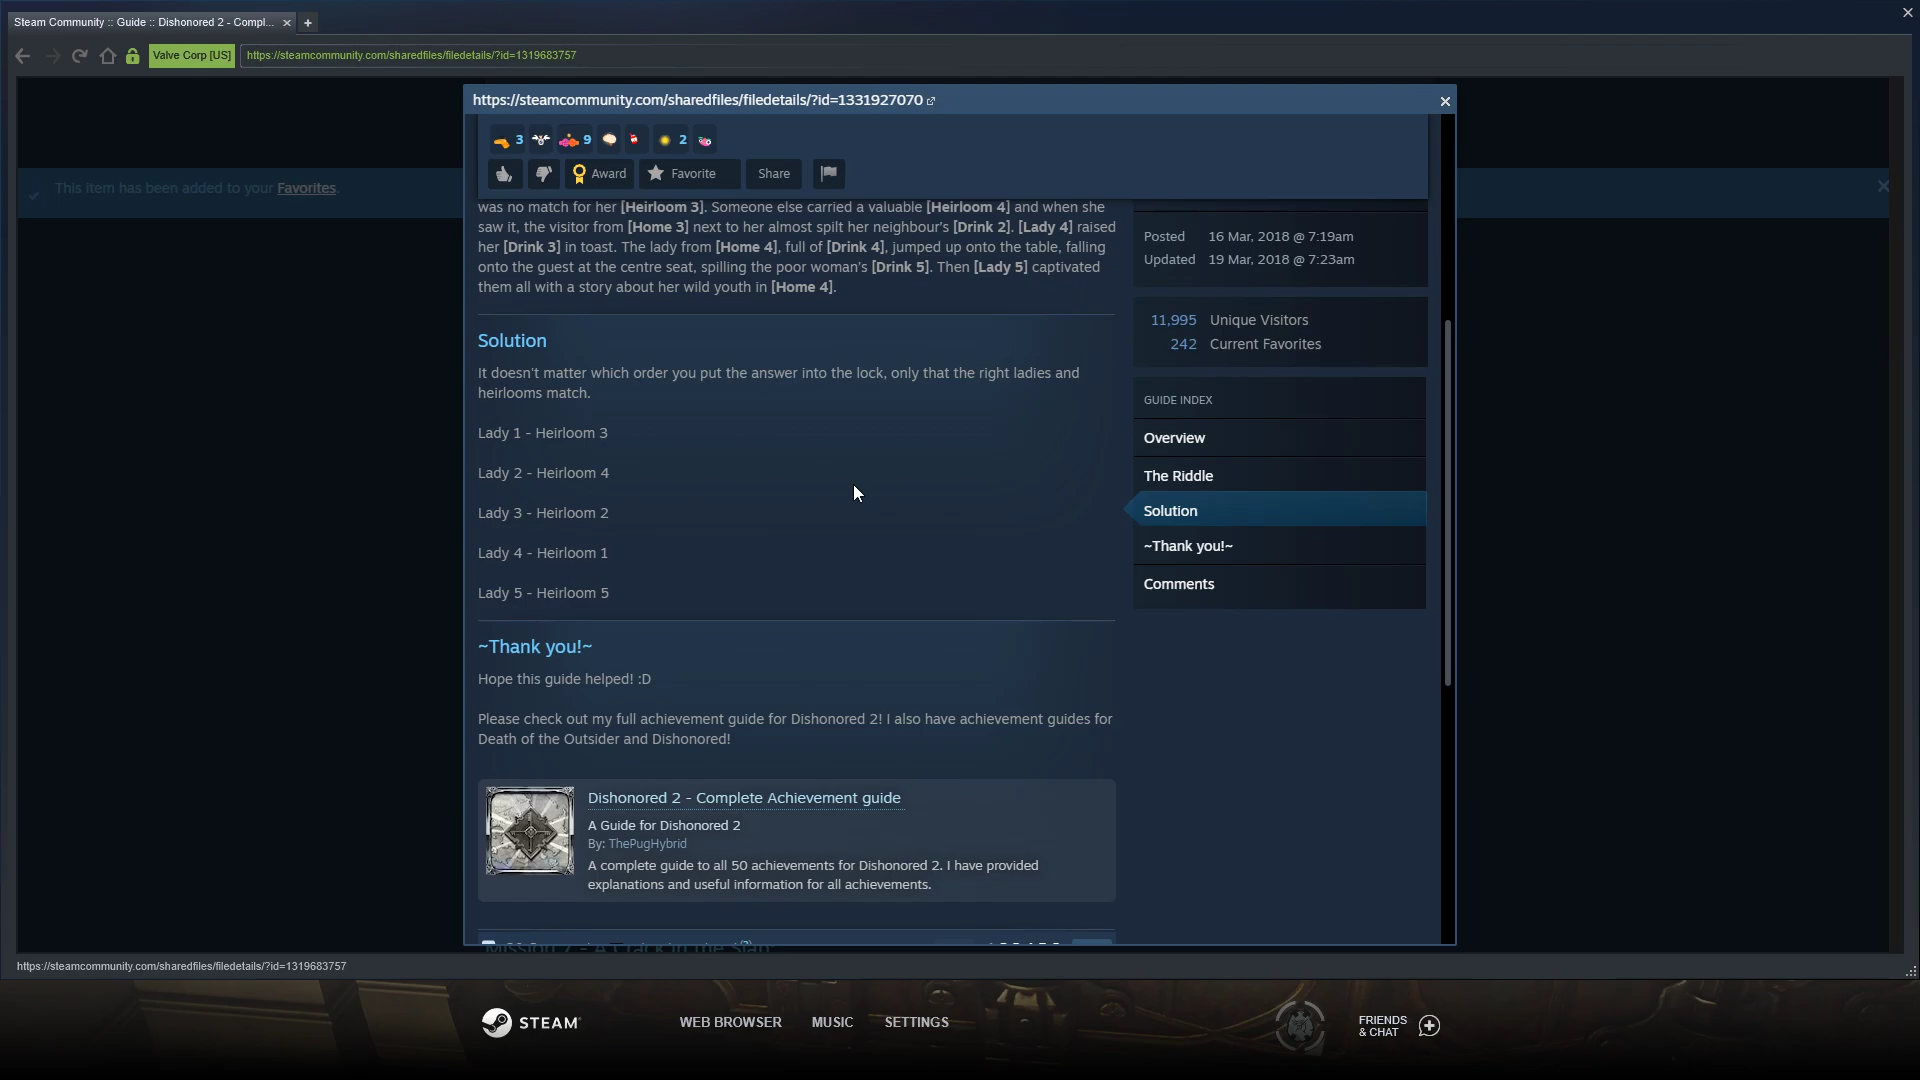 Steam Community :: Guide :: Dishonored 2 - Compl...
Valve Corp [US]
https://steamcommunity.com/sharedfiles/filedetails/?id=1319683757
https://steamcommunity.com/sharedfiles/filedetails/?id=1331927070
3
9
2
Award
Favorite
Share
This item has been added to your Favorites.
was no match for her [Heirloom 3]. Someone else carried a valuable [Heirloom 4] and when she
saw it, the visitor from [Home 3] next to her almost spilt her neighbour's [Drink 2]. [Lady 4] raised
her [Drink 3] in toast. The lady from [Home 4], full of [Drink 4], jumped up onto the table, falling
onto the guest at the centre seat, spilling the poor woman's [Drink 5]. Then [Lady 5] captivated
them all with a story about her wild youth in [Home 4].
Solution
It doesn't matter which order you put the answer into the lock, only that the right ladies and
heirlooms match.
Lady 1 - Heirloom 3
Lady 2 - Heirloom 4
Lady 3 - Heirloom 2
Lady 4 - Heirloom 1
Lady 5 - Heirloom 5
~Thank you!~
Hope this guide helped! :D
Please check out my full achievement guide for Dishonored 2! I also have achievement guides for
Death of the Outsider and Dishonored!
Dishonored 2 - Complete Achievement guide
A Guide for Dishonored 2
By: ThePugHybrid
A complete guide to all 50 achievements for Dishonored 2. I have provided
explanations and useful information for all achievements.
Mission 7 - A Crack in the Slab
Posted 16 Mar, 2018 @ 7:19am
Updated 19 Mar, 2018 @ 7:23am
11,995 Unique Visitors
242 Current Favorites
GUIDE INDEX
Overview
The Riddle
Solution
~Thank you!~
Comments
https://steamcommunity.com/sharedfiles/filedetails/?id=1319683757
STEAM
WEB BROWSER
MUSIC
SETTINGS
FRIENDS
& CHAT